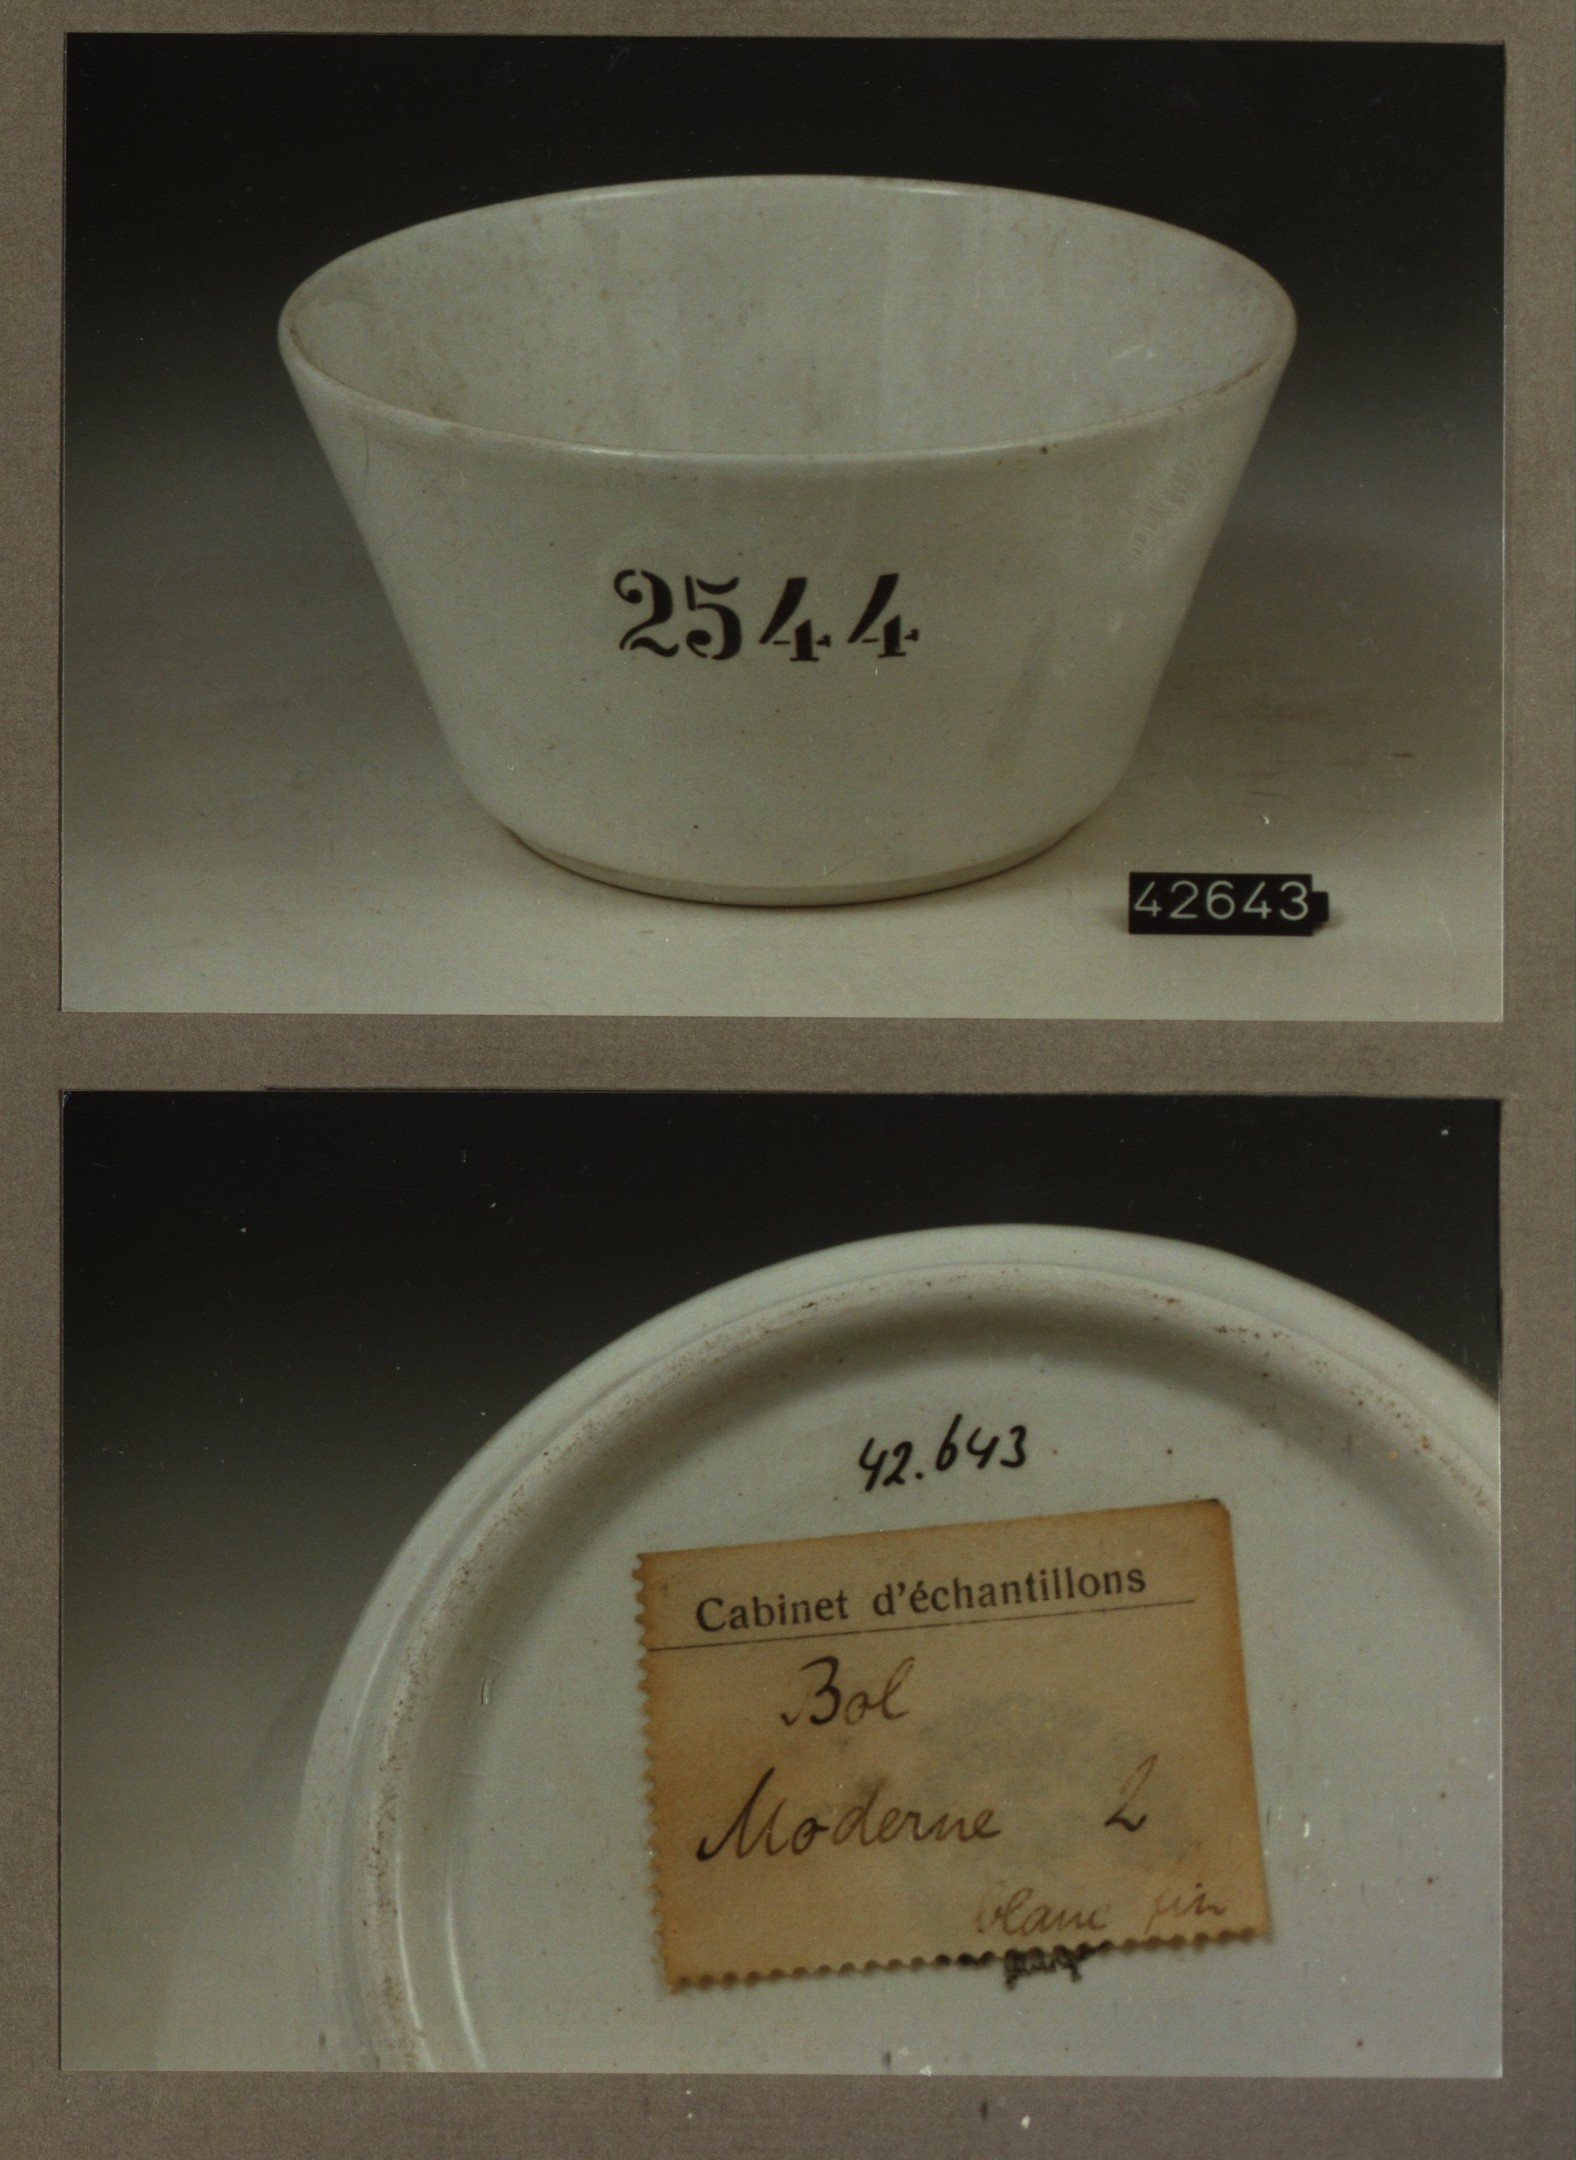 2544
42643
42.643
Cabinet d'échantillons
Bol
Moderne 2
blanc fin